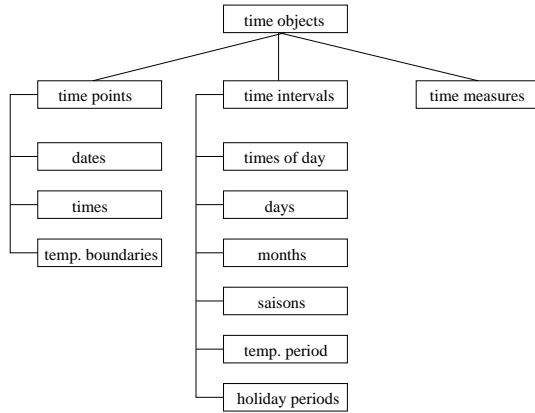 time objects
time points
time intervals
time measures
dates
times of day
times
days
temp. boundaries
months
saisons
temp. period
holiday periods